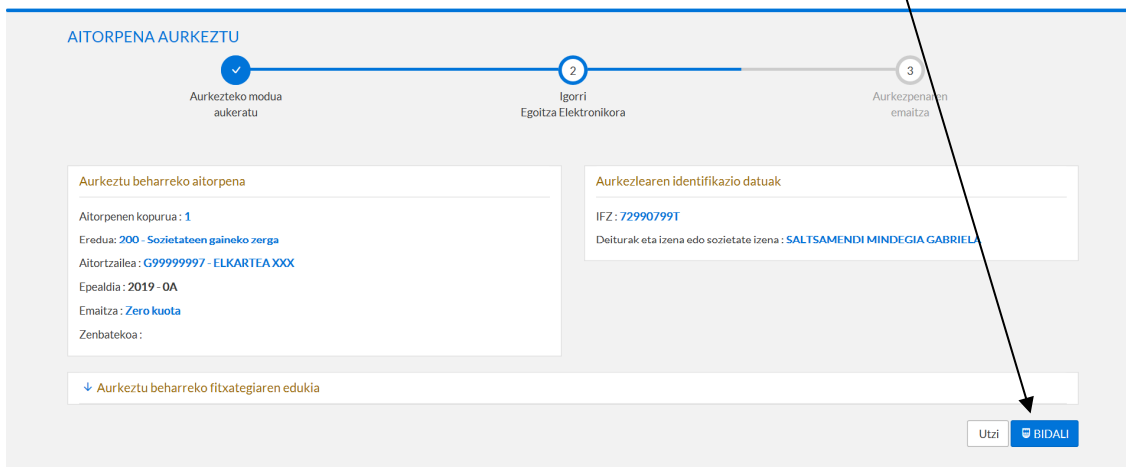 AITORPENA AURKEZTU
2
3
Aurkezteko modua
aukeratu
Igorri
Egoitza Elektronikora
Aurkezpenaren
emaitza
Aurkeztu beharreko aitorpena
Aitorpenen kopurua : 1
Eredua: 200 - Sozietateen gaineko zerga
Aitortzailea : G99999997 - ELKARTEA XXX
Epealdia : 2019 - 0A
Emaitza : Zero kuota
Zenbatekoa :
Aurkezlearen identifikazio datuak
IFZ : 72990799T
Deiturak eta izena edo sozietate izena : SALTSAMENDI MINDEGIA GABRIELA
Aurkeztu beharreko fitxategiaren edukia
Utzi
BIDALI